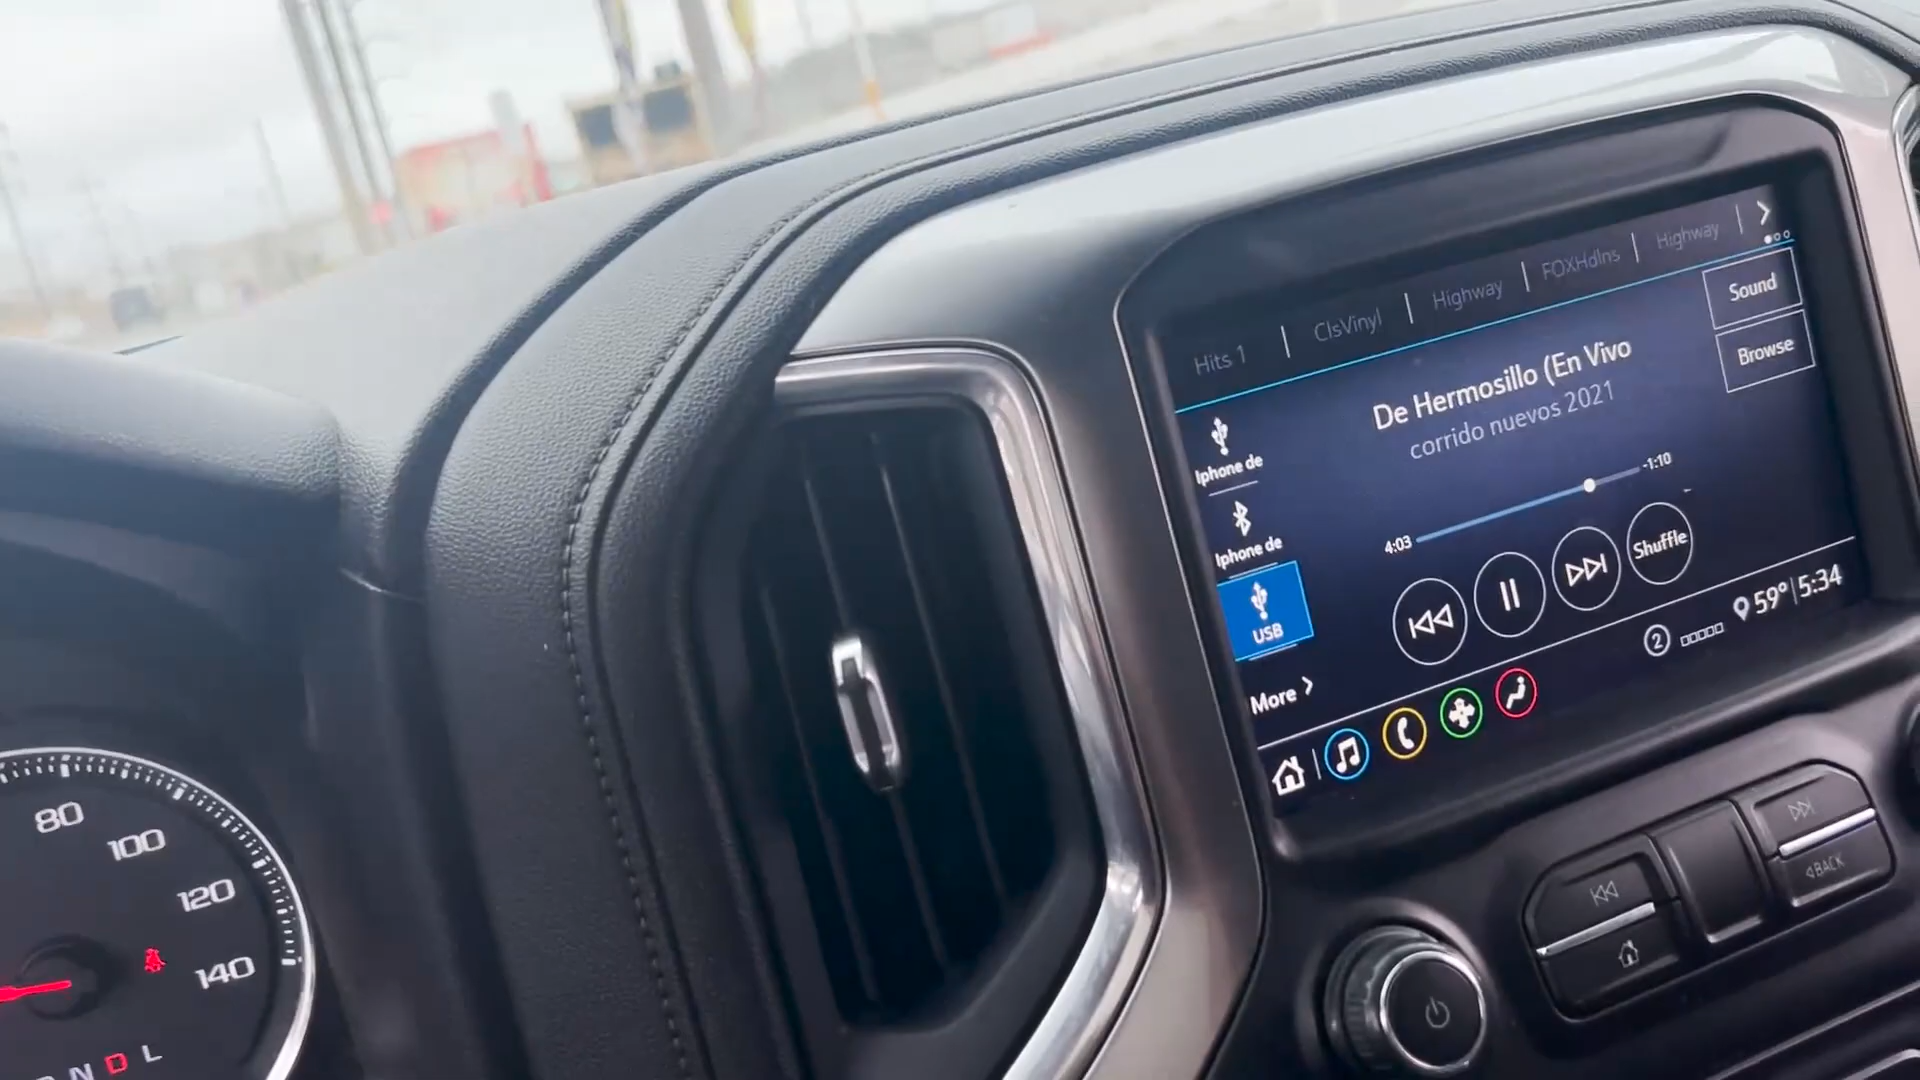 Hits 1 | ClsVinyl | Highway | FOXHdlns | Highway
Sound
Browse
De Hermosillo (En Vivo
corrido nuevos 2021
Iphone de
Iphone de
USB
More
4:03
-1:10
Shuffle
2
59° | 5:34
BACK
80
100
120
140
N D L